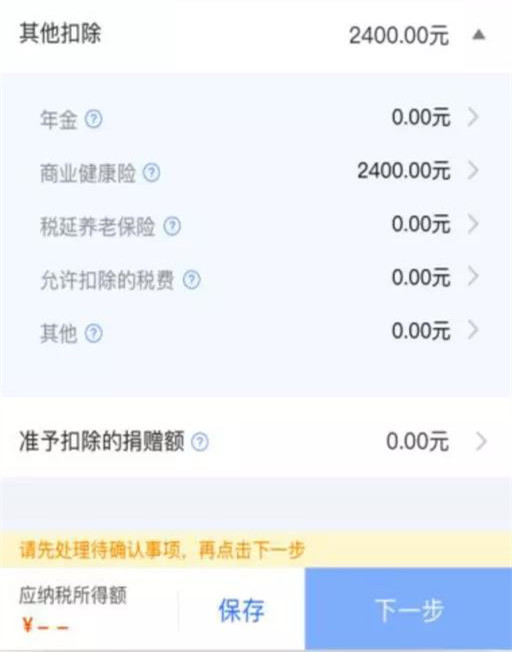 其他扣除 2400.00元
年金 0.00元
商业健康险 2400.00元
税延养老保险 0.00元
允许扣除的税费 0.00元
其他 0.00元
准予扣除的捐赠额 0.00元
请先处理待确认事项，再点击下一步
应纳税所得额
¥-- 
保存
下一步